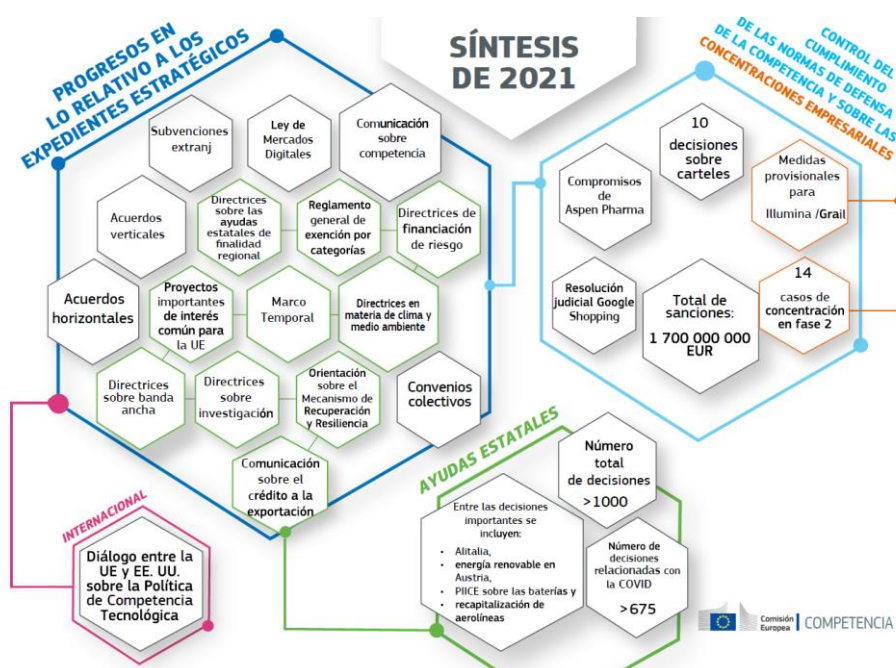 SÍNTESIS
DE 2021
PROGRESOS EN
LO RELATIVO A LOS
EXPEDIENTES ESTRATÉGICOS
Subvenciones
extranj
Ley de
Mercados
Digitales
Comunicación
sobre
competencia
Acuerdos
verticales
Directrices
sobre las
ayudas
estatales de
finalidad
regional
Reglamento
general de
exención por
categorías
Directrices de
financiación
de riesgo
Acuerdos
horizontales
Proyectos
importantes
de interés
común para
la UE
Marco
Temporal
Directrices en
materia de clima y
medio ambiente
Directrices
sobre banda
ancha
Directrices
sobre
investigación
Orientación
sobre el
Mecanismo de
Recuperación
y Resiliencia
Convenios
colectivos
Comunicación
sobre el
crédito a la
exportación
CONTROL DEL
CUMPLIMIENTO
DE LAS NORMAS DE DEFENSA
DE LA COMPETENCIA Y SOBRE LAS
CONCENTRACIONES EMPRESARIALES
10
decisiones
sobre
carteles
Compromisos
de
Aspen Pharma
Medidas
provisionales
para
Illumina /Grail
Resolución
judicial Google
Shopping
Total de
sanciones:
1 700 000 000
EUR
14
casos de
concentración
en fase 2
INTERNACIONAL
Diálogo entre la
UE y EE. UU.
sobre la Política
de Competencia
Tecnológica
AYUDAS ESTATALES
Número
total
de decisiones
>1000
Entre las decisiones
importantes se
incluyen:
• Alitalia,
• energía renovable en
Austria,
• PIICE sobre las baterías y
• recapitalización de
aerolíneas
Número de
decisiones
relacionadas con
la COVID
>675
Comisión
Europea
COMPETENCIA